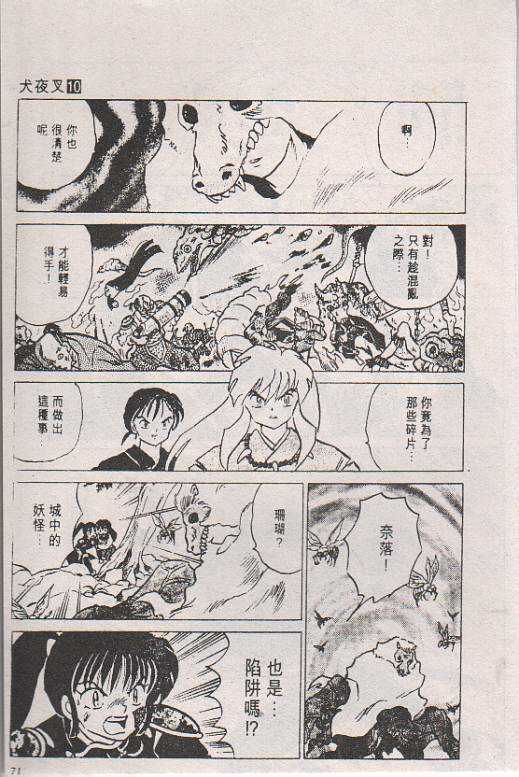 犬夜叉10
啊…
你也
很清楚
呢
對！
只有趁混亂
之際…
才能輕易
得手！
你竟為了
那些碎片…
而做出
這種事
奈落！
珊瑚？
城中的
妖怪…
也是…
陷阱嗎!?
71